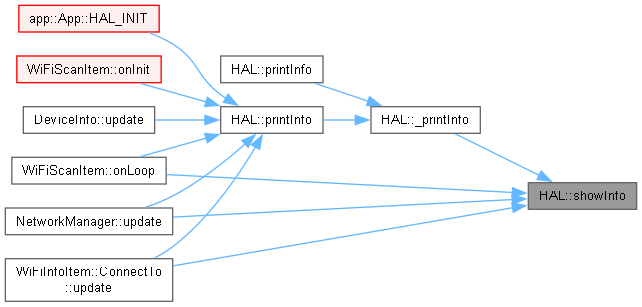 app::App::HAL_INIT
WiFiScanItem::onInit
HAL::printInfo
DeviceInfo::update
HAL::printInfo
HAL::_printInfo
WiFiScanItem::onLoop
HAL::showInfo
NetworkManager::update
WiFiInfoItem::ConnectTo
::update